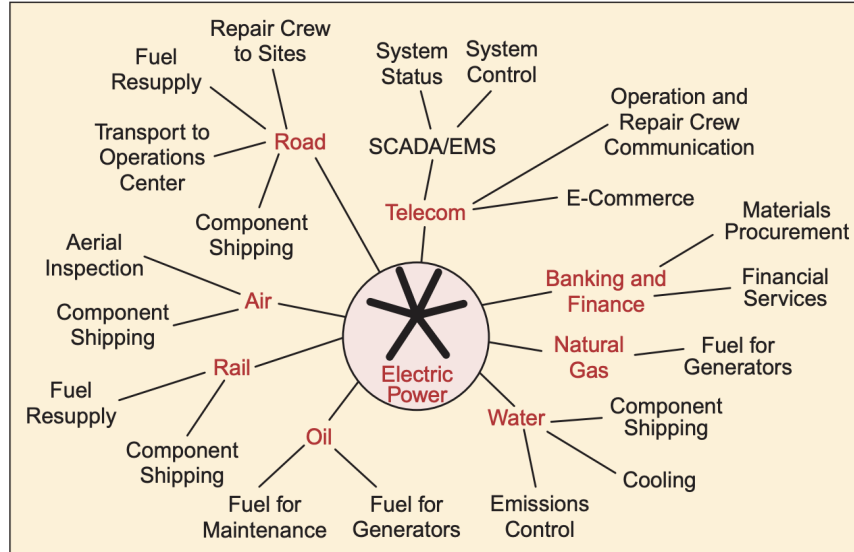 Repair Crew
to Sites
Fuel
Resupply
Transport to
Operations
Center
Road
Component
Shipping
System
Status
System
Control
SCADA/EMS
Telecom
Operation and
Repair Crew
Communication
E-Commerce
Aerial
Inspection
Air
Component
Shipping
Banking and
Finance
Materials
Procurement
Financial
Services
Natural
Gas
Fuel for
Generators
Electric
Power
Rail
Fuel
Resupply
Component
Shipping
Oil
Fuel for
Maintenance
Fuel for
Generators
Water
Component
Shipping
Cooling
Emissions
Control